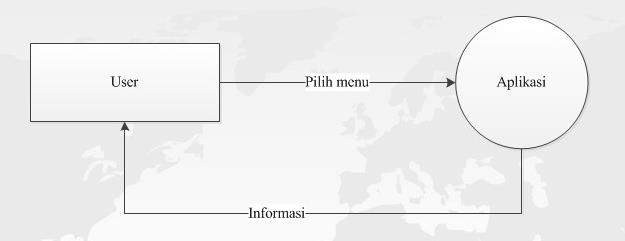 User
Pilih menu
Aplikasi
Informasi